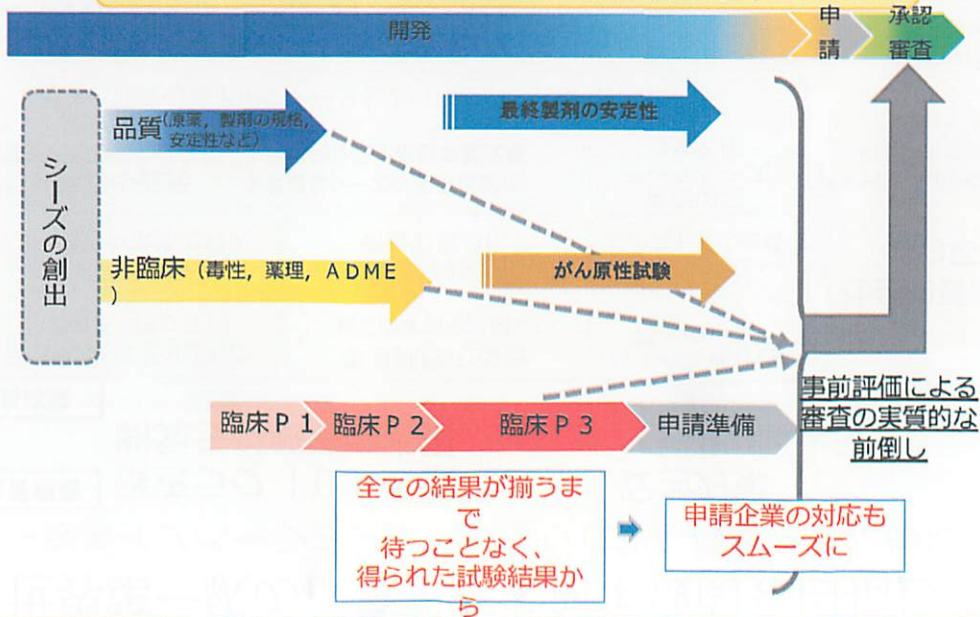 開発
申
請
承認
審査
シーズの創出
品質(原薬，製剤の規格，
安定性など)
最終製剤の安定性
非臨床（毒性，薬理，ＡＤＭＥ
）
がん原性試験
臨床Ｐ１
臨床Ｐ２
臨床Ｐ３
申請準備
事前評価による
審査の実質的な
前倒し
全ての結果が揃うま
で
待つことなく、
得られた試験結果か
ら
申請企業の対応も
スムーズに